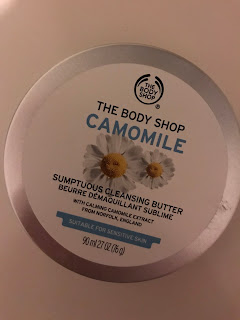 THE
BODY
SHOP
®
THE BODY SHOP
CAMOMILE
SUMPTUOUS CLEANSING BUTTER
BEURRE DÉMAQUILLANT SUBLIME
WITH CALMING CAMOMILE EXTRACT
FROM NORFOLK, ENGLAND
SUITABLE FOR SENSITIVE SKIN
90 ml 2.7 OZ (76 g)